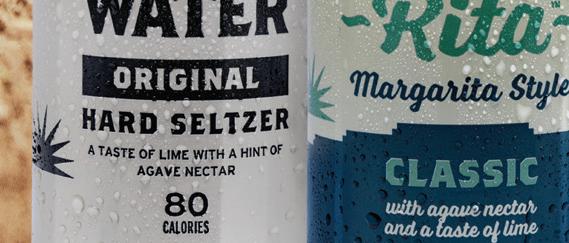 WATER
ORIGINAL
HARD SELTZER
A TASTE OF LIME WITH A HINT OF
AGAVE NECTAR
80
CALORIES
~Rita~™
Margarita Style
CLASSIC
with agave nectar
and a taste of lime